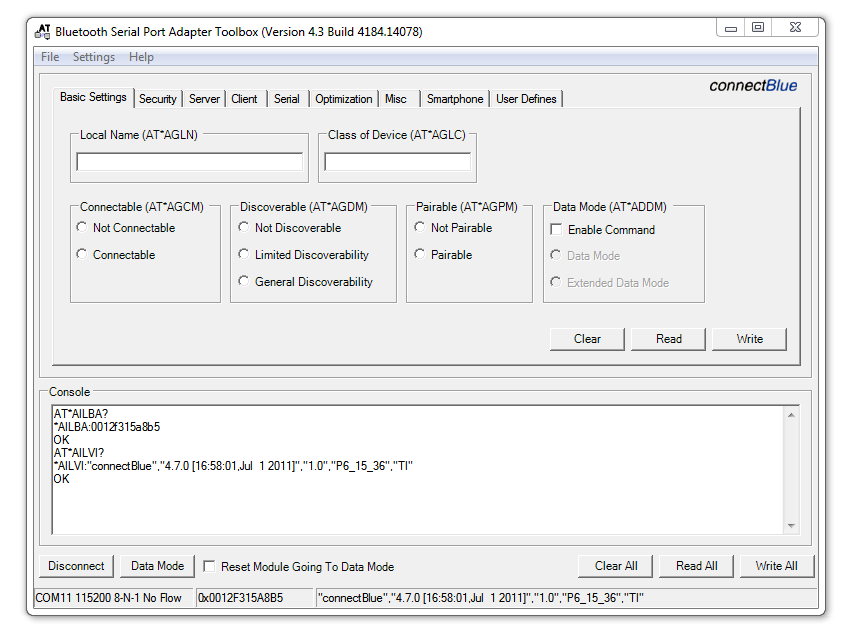 AT Bluetooth Serial Port Adapter Toolbox (Version 4.3 Build 4184.14078)
File Settings Help
connectBlue
Basic Settings Security Server Client Serial Optimization Misc Smartphone User Defines
Local Name (AT*AGLN) Class of Device (AT*AGLC)
Connectable (AT*AGCM) Discoverable (AT*AGDM) Pairable (AT*AGPM) Data Mode (AT*ADDM)
Not Connectable Not Discoverable Not Pairable Enable Command
Connectable Limited Discoverability Pairable Data Mode
General Discoverability Extended Data Mode
Clear Read Write
Console
AT*AILBA?
*AILBA:0012f315a8b5
OK
AT*AILVI?
*AILVI:"connectBlue","4.7.0 [16:58:01,Jul  1 2011]","1.0","P6_15_36","TI"
OK
Disconnect Data Mode Reset Module Going To Data Mode Clear All Read All Write All
COM11 115200 8-N-1 No Flow 0x0012F315A8B5 "connectBlue","4.7.0 [16:58:01,Jul  1 2011]","1.0","P6_15_36","TI"